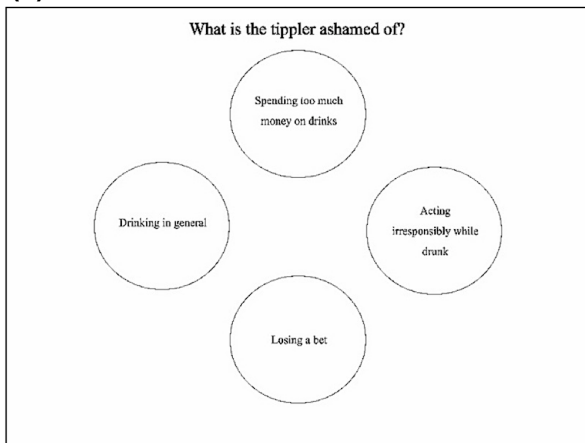 What is the tippler ashamed of?
Spending too much
money on drinks
Drinking in general
Acting
irresponsibly while
drunk
Losing a bet